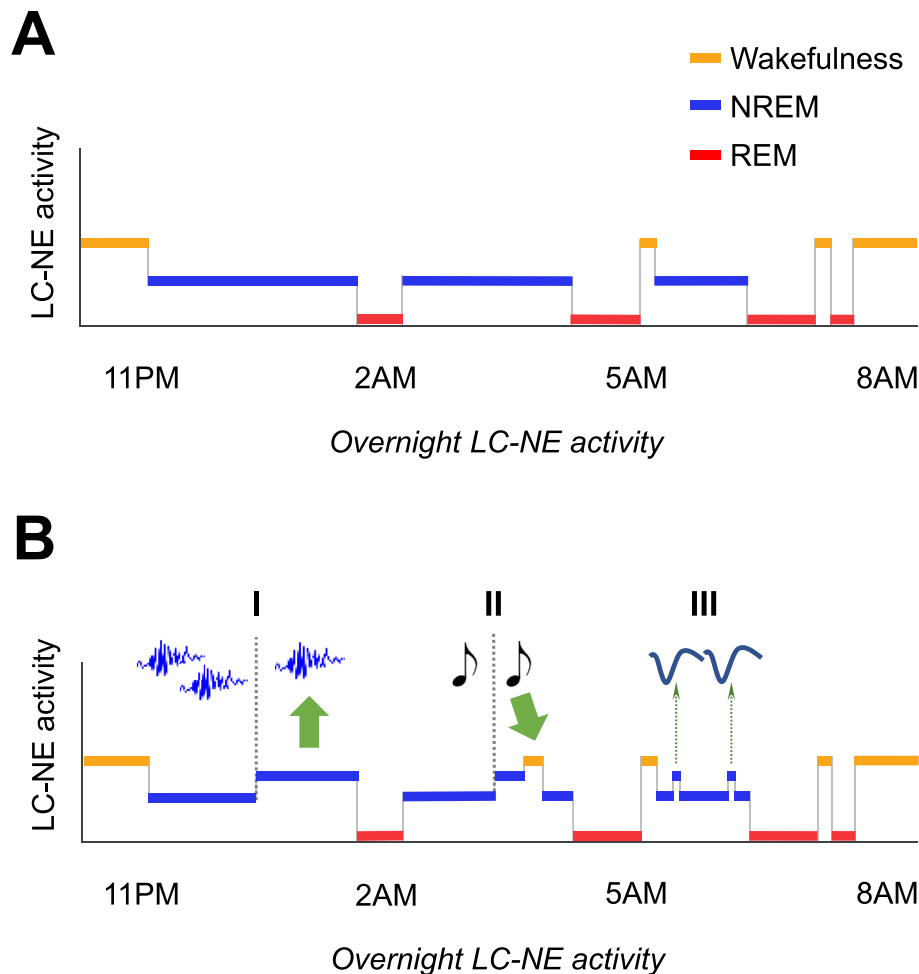 A
Wakefulness
NREM
REM
LC-NE activity
11PM 2AM 5AM 8AM
Overnight LC-NE activity
B
I II III
LC-NE activity
11PM 2AM 5AM 8AM
Overnight LC-NE activity